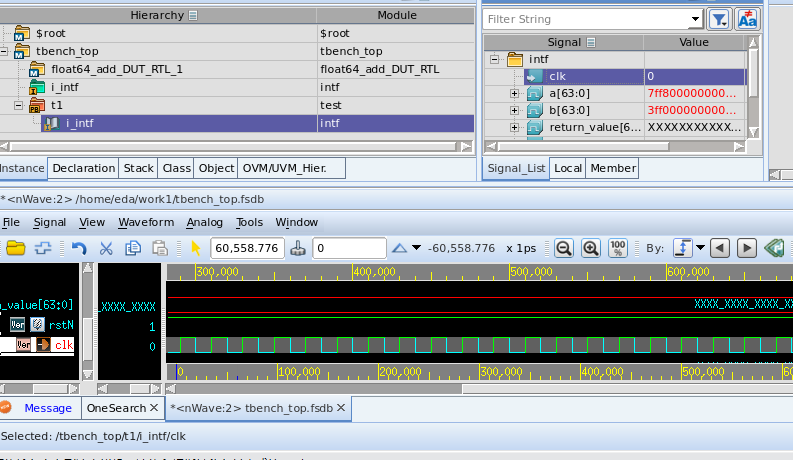 Hierarchy Module
$root $root
tbench_top tbench_top
float64_add_DUT_RTL_1 float64_add_DUT_RTL
i_intf intf
t1 test
i_intf intf
Instance Declaration Stack Class Object OVM/UVM_Hier.
Filter String
Signal Value
intf
clk 0
a[63:0] 7ff800000000...
b[63:0] 3ff000000000...
return_value[6... XXXXXXXXXXX...
Signal_List Local Member
*<nWave:2> /home/eda/work1/tbench_top.fsdb
File Signal View Waveform Analog Tools Window
60,558.776 0 -60,558.776 x 1ps 100 % By:
300,000 400,000 500,000 600,000
_value[63:0] _XXXX_XXXX XXXX_XXXX_XXXX_X
Ver rstN 1
Ver clk 0
0 100,000 200,000 300,000 400,000 500,000
Message OneSearch *<nWave:2> tbench_top.fsdb
Selected: /tbench_top/t1/i_intf/clk